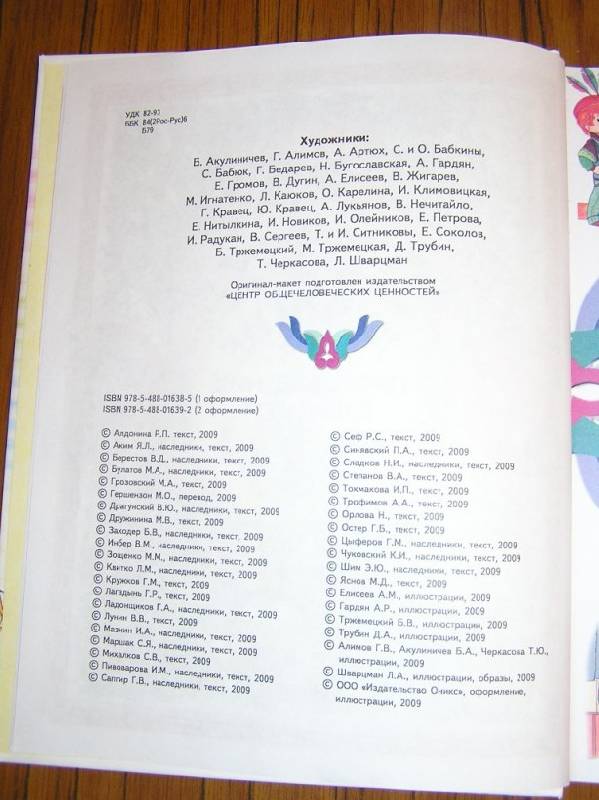 УДК 82-93
ББК 84(2Рос-Рус)6
Б79
Художники:
Б. Акулиничев, Г. Алимов, А. Артюх, С. и О. Бабкины,
С. Бабюк, Г. Бедарев, Н. Бугославская, А. Гардян,
Е. Громов, В. Дугин, А. Елисеев, В. Жигарев,
М. Игнатенко, Л. Каюков, О. Карелина, И. Климовицкая,
Г. Кравец, Ю. Кравец, А. Лукьянов, В. Нечитайло,
Е. Нитылкина, И. Новиков, И. Олейников, Е. Петрова,
И. Радукан, В. Сергеев, Т. и И. Ситниковы, Е. Соколов,
Б. Тржемецкий, М. Тржемецкая, Д. Трубин,
Т. Черкасова, Л. Шварцман
Оригинал-макет подготовлен издательством
«ЦЕНТР ОБЩЕЧЕЛОВЕЧЕСКИХ ЦЕННОСТЕЙ»
ISBN 978-5-488-01638-5 (1 оформление)
ISBN 978-5-488-01639-2 (2 оформление)
© Алдонина Р.П. текст, 2009
© Аким Я.Л., наследники, текст, 2009
© Берестов В.Д., наследники, текст, 2009
© Булатов М.А., наследники, текст, 2009
© Грозовский М.А., текст, 2009
© Гершензон М.О., перевод, 2009
© Драгунский В.Ю., наследники, текст, 2009
© Дружинина М.В., текст, 2009
© Заходер Б.В., наследники, текст, 2009
© Инбер В.М., наследники, текст, 2009
© Зощенко М.М., наследники, текст, 2009
© Квитко Л.М., наследники, текст, 2009
© Кружков Г.М., текст, 2009
© Лагздынь Г.Р., текст, 2009
© Ладонщиков Г.А., наследники, текст, 2009
© Лунин В.В., текст, 2009
© Мазнин И.А., наследники, текст, 2009
© Маршак С.Я., наследники, текст, 2009
© Михалков С.В., текст, 2009
© Пивоварова И.М., наследники, текст, 2009
© Сапгир Г.В., наследники, текст, 2009
© Сеф Р.С., текст, 2009
© Синявский П.А., текст, 2009
© Сладков Н.И., наследники, текст, 2009
© Степанов В.А., текст, 2009
© Токмакова И.П., текст, 2009
© Трофимов А.А., текст, 2009
© Орлова Н., текст, 2009
© Остер Г.Б., текст, 2009
© Цыферов Г.М., наследники, текст, 2009
© Чуковский К.И., наследники, текст, 2009
© Шим Э.Ю., наследники, текст, 2009
© Яснов М.Д., текст, 2009
© Елисеев А.М., иллюстрации, 2009
© Гардян А.Р., иллюстрации, 2009
© Тржемецкий Б.В., иллюстрации, 2009
© Трубин Д.А., иллюстрации, 2009
© Алимов Г.В., Акулиничев Б.А., Черкасова Т.Ю.,
иллюстрации, 2009
© Шварцман Л.А., иллюстрации, образы, 2009
© ООО «Издательство Оникс», оформление,
иллюстрации, 2009